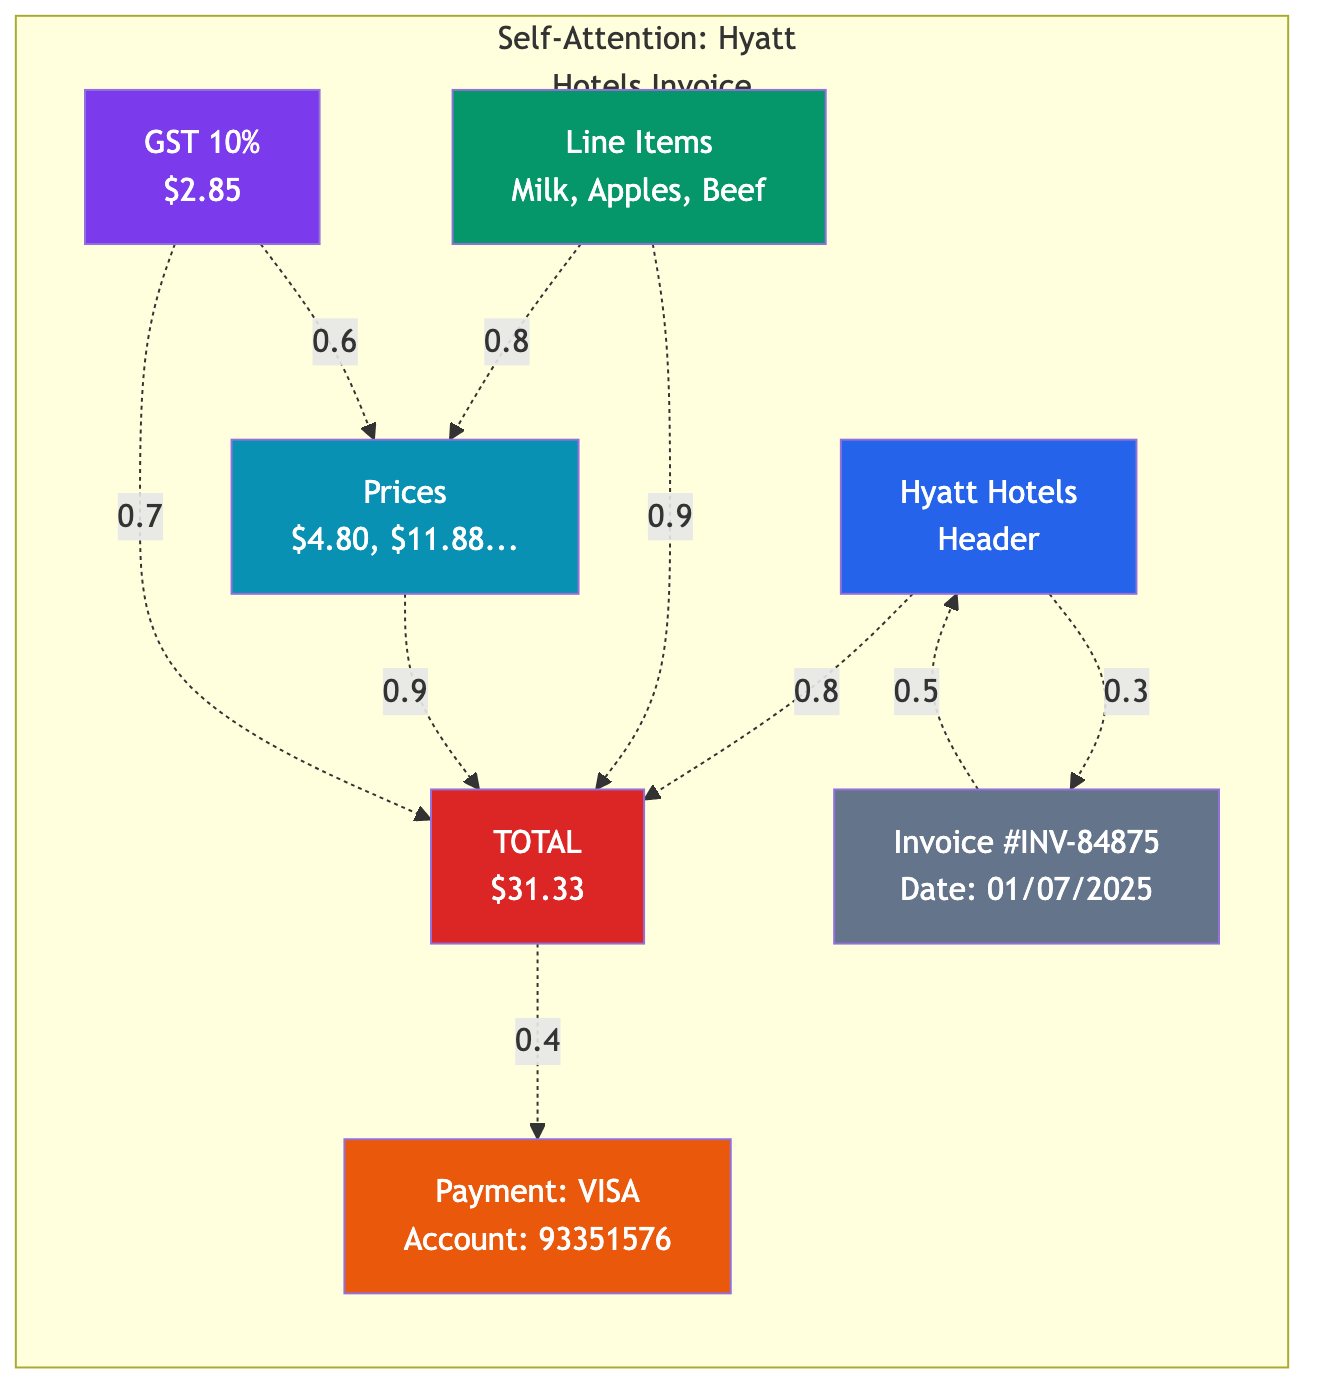 Self-Attention: Hyatt
Hotels Invoice
GST 10%
$2.85
Line Items
Milk, Apples, Beef
0.6
0.8
Prices
$4.80, $11.88...
Hyatt Hotels
Header
0.7
0.9
0.9
0.8
0.5
0.3
TOTAL
$31.33
Invoice #INV-84875
Date: 01/07/2025
0.4
Payment: VISA
Account: 93351576